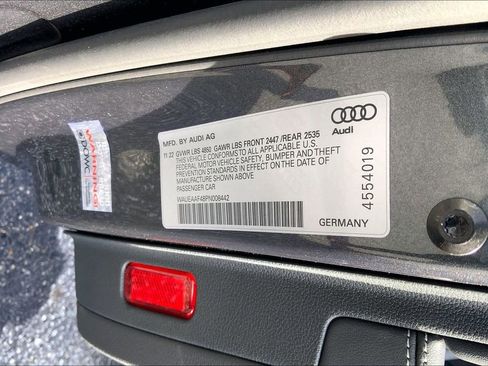 MFD. BY AUDI AG
11.22 GVWR LBS 4850 GAWR LBS FRONT 2447 /REAR 2535
THIS VEHICLE CONFORMS TO ALL APPLICABLE U.S.
FEDERAL MOTOR VEHICLE SAFETY, BUMPER AND THEFT
PREVENTION STANDARDS IN EFFECT ON THE DATE OF
MANUFACTURE SHOWN ABOVE
PASSENGER CAR
WAUEAAF48PN008442
Audi
4554019
GERMANY
WARNING